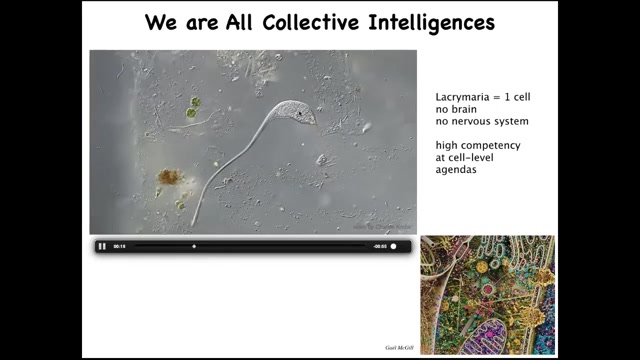 We are All Collective Intelligences
Lacrymaria = 1 cell
no brain
no nervous system
high competency
at cell-level
agendas
00:19
-00:55
Gael McGill